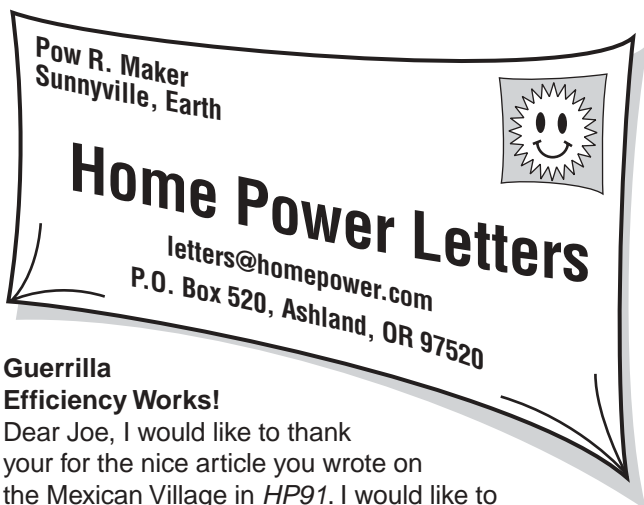 Pow R. Maker
Sunnyville, Earth
Home Power Letters
letters@homepower.com
P.O. Box 520, Ashland, OR 97520
Guerrilla
Efficiency Works!
Dear Joe, I would like to thank
your for the nice article you wrote on
the Mexican Village in HP91. I would like to